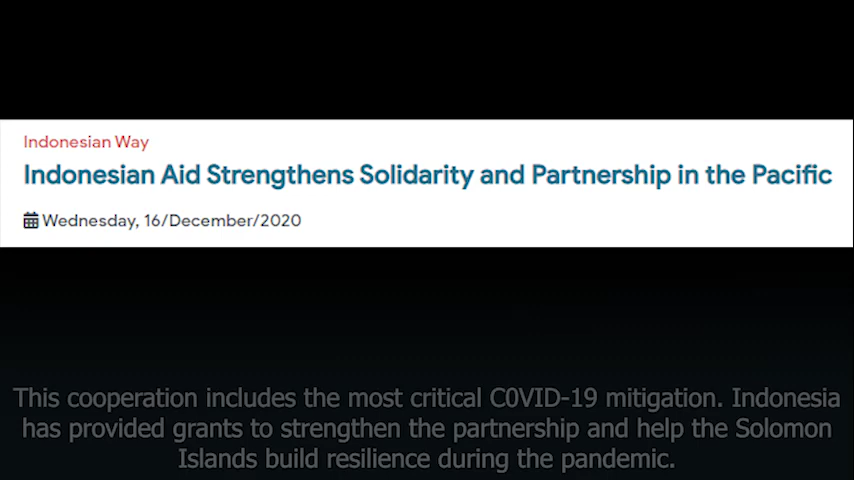 Indonesian Way
Indonesian Aid Strengthens Solidarity and Partnership in the Pacific
Wednesday, 16/December/2020
This cooperation includes the most critical C0VID-19 mitigation. Indonesia
has provided grants to strengthen the partnership and help the Solomon
Islands build resilience during the pandemic.